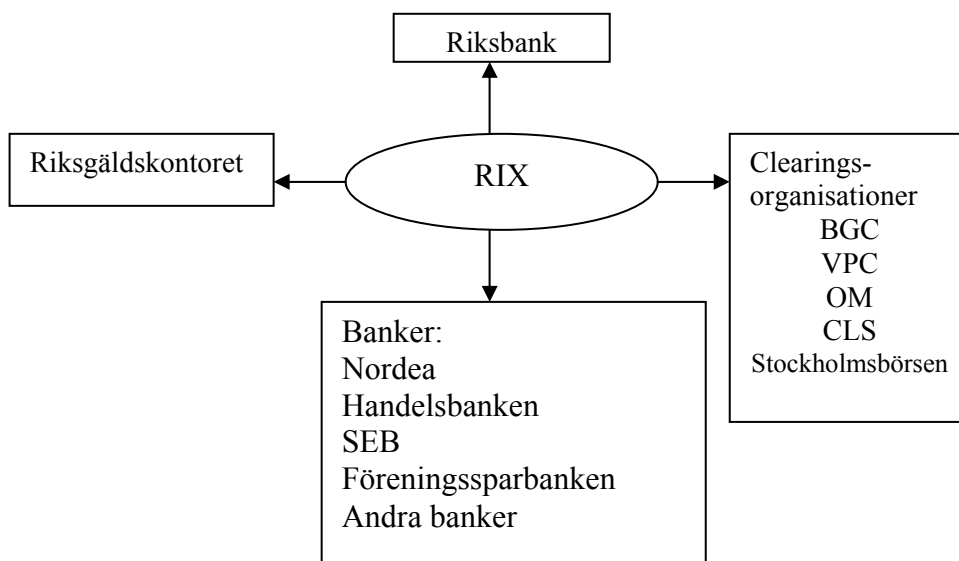 Riksbank
Riksgäldskontoret
RIX
Clearings-
organisationer
BGC
VPC
OM
CLS
Stockholmsbörsen
Banker:
Nordea
Handelsbanken
SEB
Föreningssparbanken
Andra banker